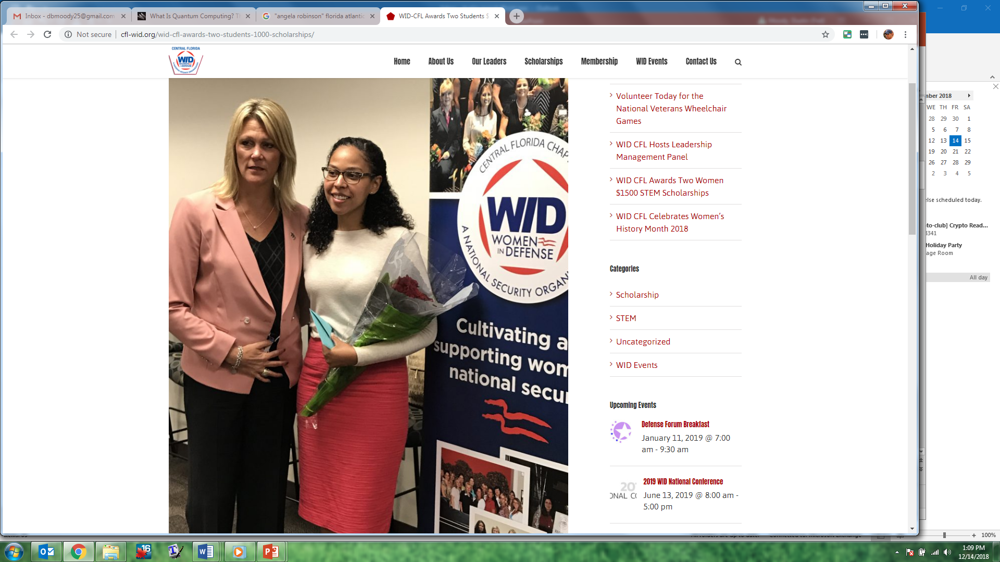 Inbox - dbmoody25@gmail.com
What Is Quantum Computing? Th
"angela robinson" florida atlantic
WID-CFL Awards Two Students $
Not secure
cfl-wid.org/wid-cfl-awards-two-students-1000-scholarships/
CENTRAL FLORIDA
WID
WOMEN
IN DEFENSE
Home
About Us
Our Leaders
Scholarships
Membership
WID Events
Contact Us
CENTRAL FLORIDA CHAP
WID
WOMEN
IN DEFENSE
A NATIONAL SECURITY ORGAN
Cultivating a
supporting wom
national secu
Volunteer Today for the
National Veterans Wheelchair
Games
WID CFL Hosts Leadership
Management Panel
WID CFL Awards Two Women
$1500 STEM Scholarships
WID CFL Celebrates Women's
History Month 2018
Categories
Scholarship
STEM
Uncategorized
WID Events
Upcoming Events
Defense Forum Breakfast
January 11, 2019 @ 7:00
am - 9:30 am
20
ONAL CO
2019 WID National Conference
June 13, 2019 @ 8:00 am -
5:00 pm
mber 2018
WE TH FR SA
28 29 30 1
5 6 7 8
12 13 14 15
19 20 21 22
26 27 28 29
2 3 4 5
else scheduled today.
to-club] Crypto Read...
3341
Holiday Party
age Room
All day
100%
16
1:09 PM
12/14/2018